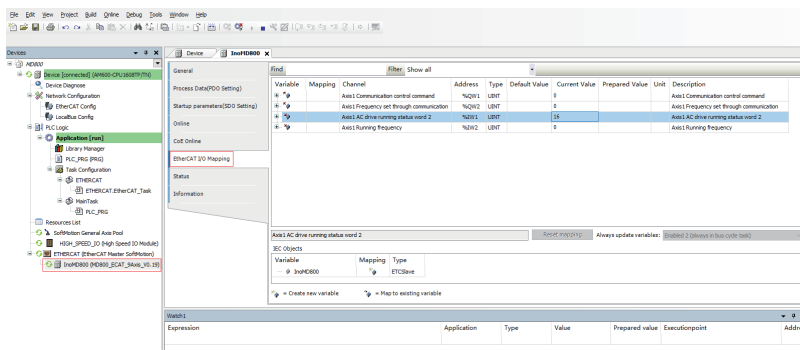 File Edit View Project Build Online Debug Tools Window Help
Devices
MD800
Device [connected] (AM600-CPU1608TP/TN)
Device Diagnose
Network Configuration
EtherCAT Config
LocalBus Config
PLC Logic
Application [run]
Library Manager
PLC_PRG (PRG)
Task Configuration
ETHERCAT
ETHERCAT.EtherCAT_Task
MainTask
PLC_PRG
Resources List
SoftMotion General Axis Pool
HIGH_SPEED_IO (High Speed IO Module)
ETHERCAT (EtherCAT Master SoftMotion)
InoMD800 (MD800_ECAT_9Axis_V0.19)
Device InoMD800
General
Process Data(PDO Setting)
Startup parameters(SDO Setting)
Online
CoE Online
EtherCAT I/O Mapping
Status
Information
Find Filter Show all
Variable Mapping Channel Address Type Default Value Current Value Prepared Value Unit Description
Axis1 Communication control command %QW1 UINT 0 Axis1 Communication control command
Axis1 Frequency set through communication %QW2 UINT 0 Axis1 Frequency set through communication
Axis1 AC drive running status word 2 %IW1 UINT 16 Axis1 AC drive running status word 2
Axis1 Running frequency %IW2 UINT 0 Axis1 Running frequency
Axis1 AC drive running status word 2 Reset mapping Always update variables: Enabled 2 (always in bus cycle task)
IEC Objects
Variable Mapping Type
InoMD800 ETCSlave
= Create new variable = Map to existing variable
Watch1
Expression Application Type Value Prepared value Executionpoint Addre